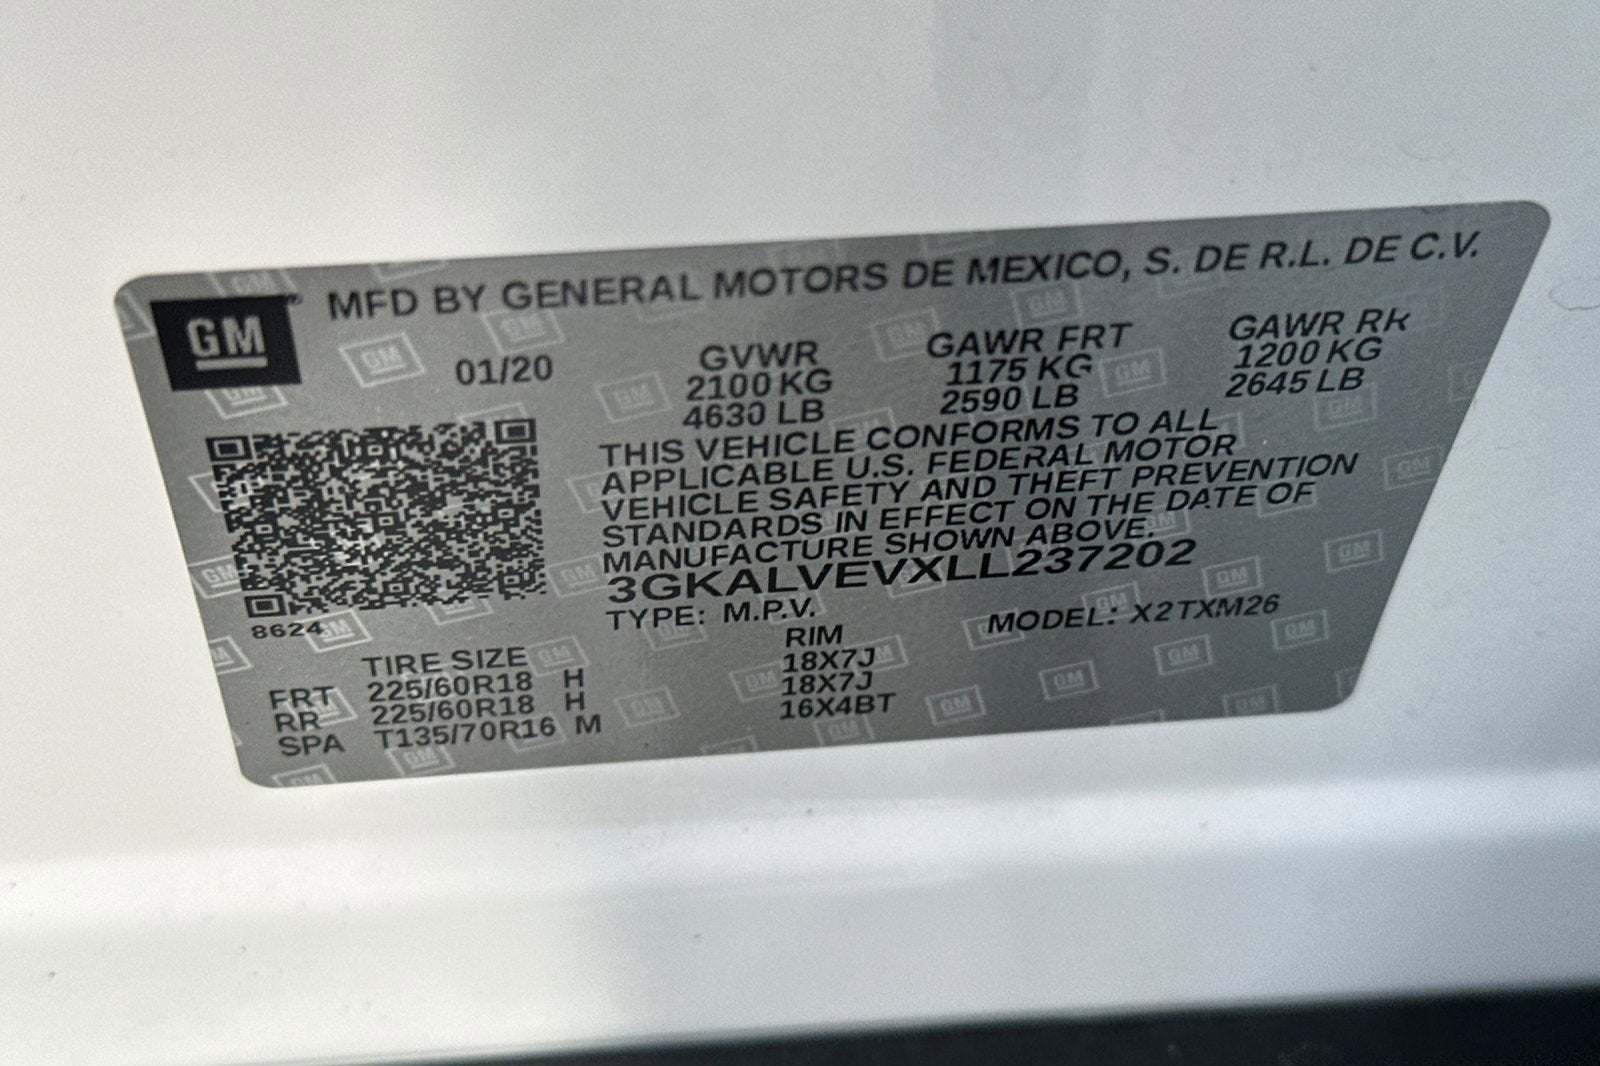 MFD BY GENERAL MOTORS DE MEXICO, S. DE R.L. DE C.V.
GM
01/20
GVWR GAWR FRT GAWR RR
2100 KG 1175 KG 1200 KG
4630 LB 2590 LB 2645 LB
THIS VEHICLE CONFORMS TO ALL
APPLICABLE U.S. FEDERAL MOTOR
VEHICLE SAFETY AND THEFT PREVENTION
STANDARDS IN EFFECT ON THE DATE OF
MANUFACTURE SHOWN ABOVE.
3GKALVEVXLL237202
8624
TYPE: M.P.V. MODEL: X2TXM26
TIRE SIZE RIM
FRT 225/60R18 H 18X7J
RR 225/60R18 H 18X7J
SPA T135/70R16 M 16X4BT